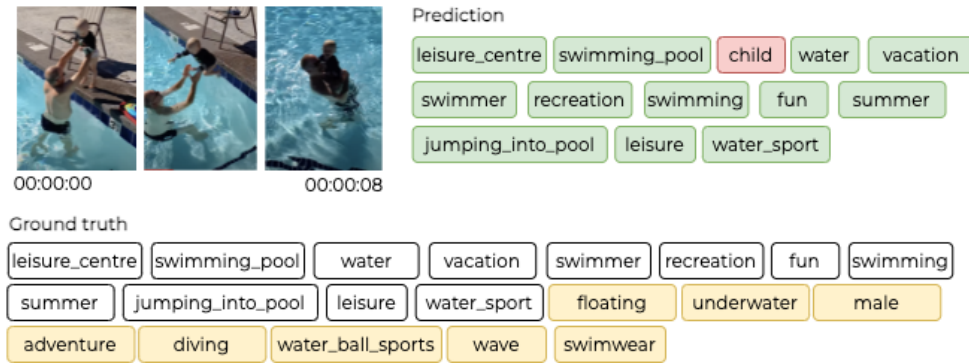 Prediction
leisure_centre swimming_pool child water vacation
swimmer recreation swimming fun summer
jumping_into_pool leisure water_sport
00:00:00 00:00:08
Ground truth
leisure_centre swimming_pool water vacation swimmer recreation fun swimming
summer jumping_into_pool leisure water_sport floating underwater male
adventure diving water_ball_sports wave swimwear